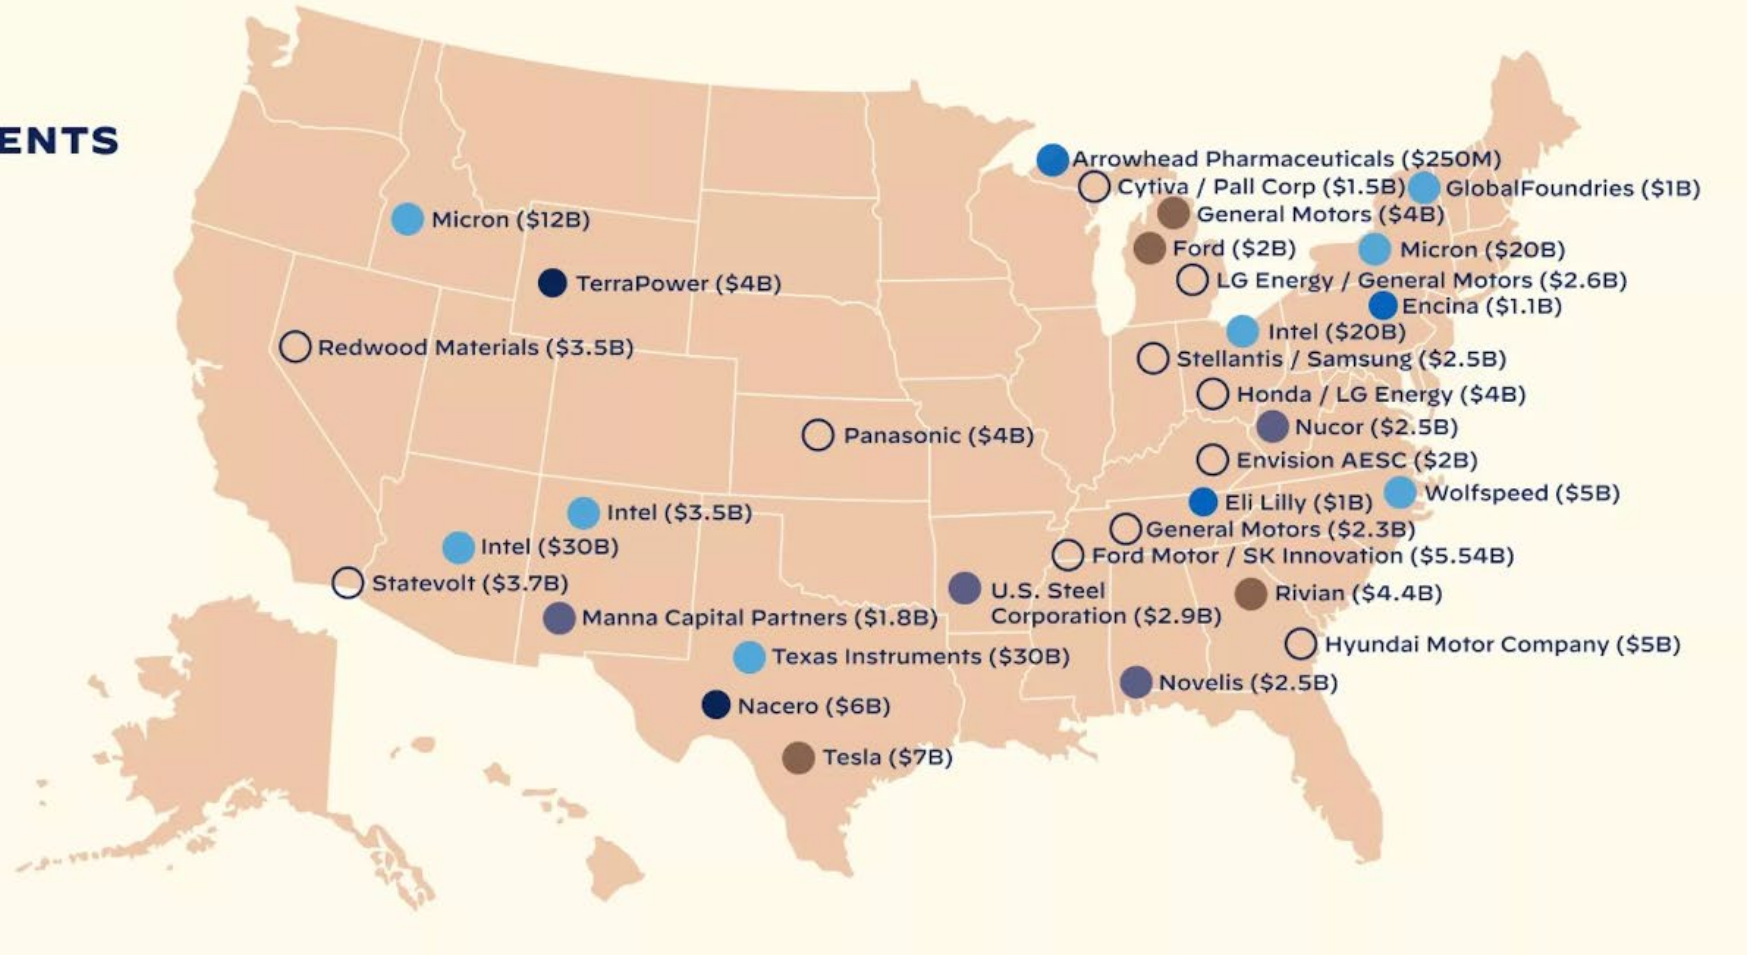 ENTS
Arrowhead Pharmaceuticals ($250M)
Cytiva / Pall Corp ($1.5B)
GlobalFoundries ($1B)
General Motors ($4B)
Micron ($12B)
Ford ($2B)
Micron ($20B)
TerraPower ($4B)
LG Energy / General Motors ($2.6B)
Encina ($1.1B)
Intel ($20B)
Redwood Materials ($3.5B)
Stellantis / Samsung ($2.5B)
Honda / LG Energy ($4B)
Nucor ($2.5B)
Panasonic ($4B)
Envision AESC ($2B)
Wolfspeed ($5B)
Eli Lilly ($1B)
Intel ($3.5B)
General Motors ($2.3B)
Intel ($30B)
Ford Motor / SK Innovation ($5.54B)
Statevolt ($3.7B)
U.S. Steel
Corporation ($2.9B)
Rivian ($4.4B)
Manna Capital Partners ($1.8B)
Hyundai Motor Company ($5B)
Texas Instruments ($30B)
Novelis ($2.5B)
Nacero ($6B)
Tesla ($7B)